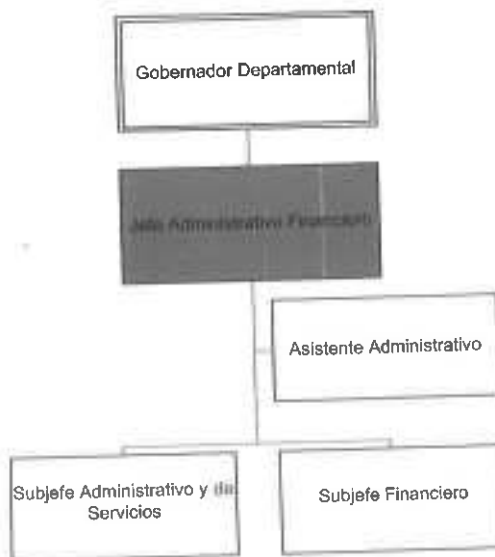 Gobernador Departamental
Jefe Administrativo Financiero
Asistente Administrativo
Subjefe Administrativo y de
Servicios
Subjefe Financiero